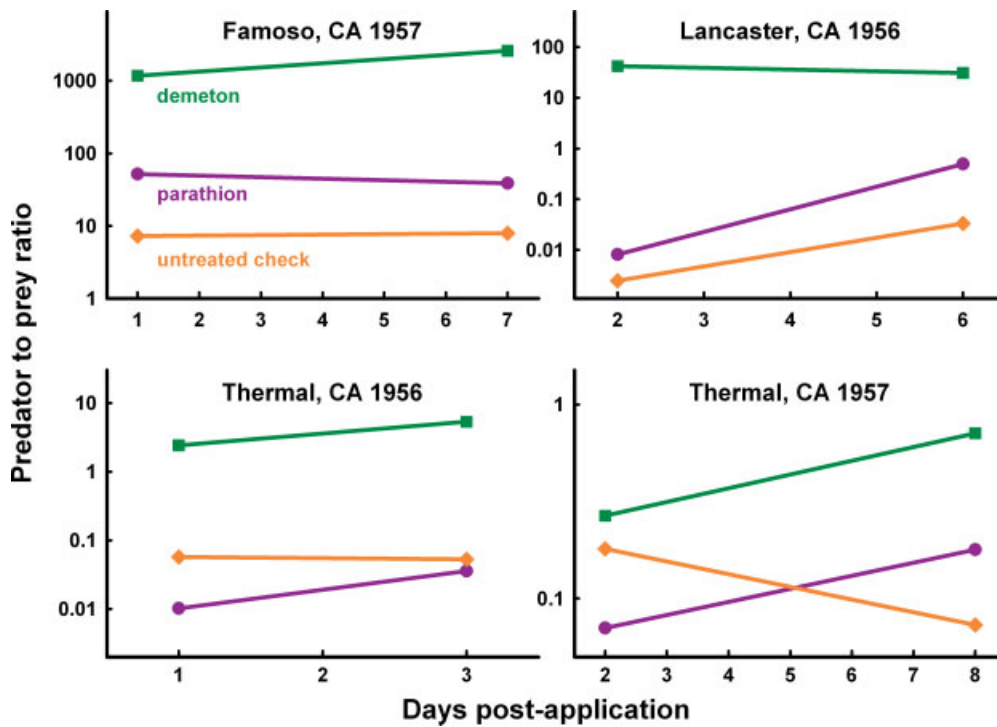 Predator to prey ratio
Famoso, CA 1957
1000
100
10
1
demeton
parathion
untreated check
1 2 3 4 5 6 7
Lancaster, CA 1956
100
10
1
0.1
0.01
2 3 4 5 6
Thermal, CA 1956
10
1
0.1
0.01
1 2 3
Thermal, CA 1957
1
0.1
2 3 4 5 6 7 8
Days post-application